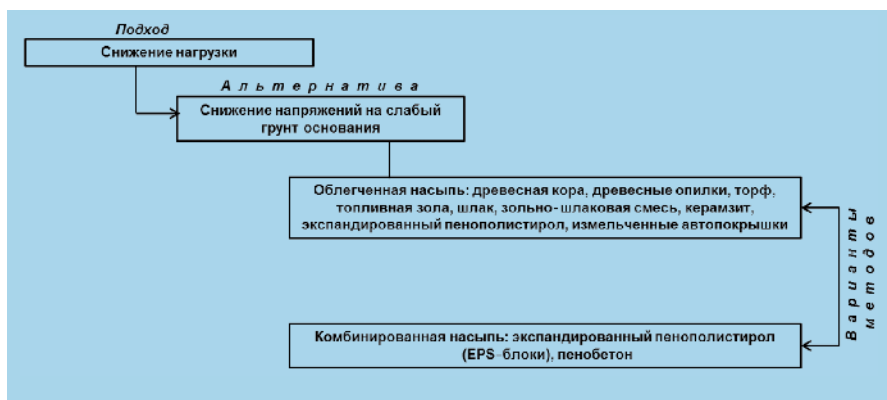 Подход
Снижение нагрузки
Альтернатива
Снижение напряжений на слабый
грунт основания
Облегченная насыпь: древесная кора, древесные опилки, торф,
топливная зола, шлак, зольно-шлаковая смесь, керамзит,
экспандированный пенополистирол, измельченные автопокрышки
Варианты
методов
Комбинированная насыпь: экспандированный пенополистирол
(EPS-блоки), пенобетон